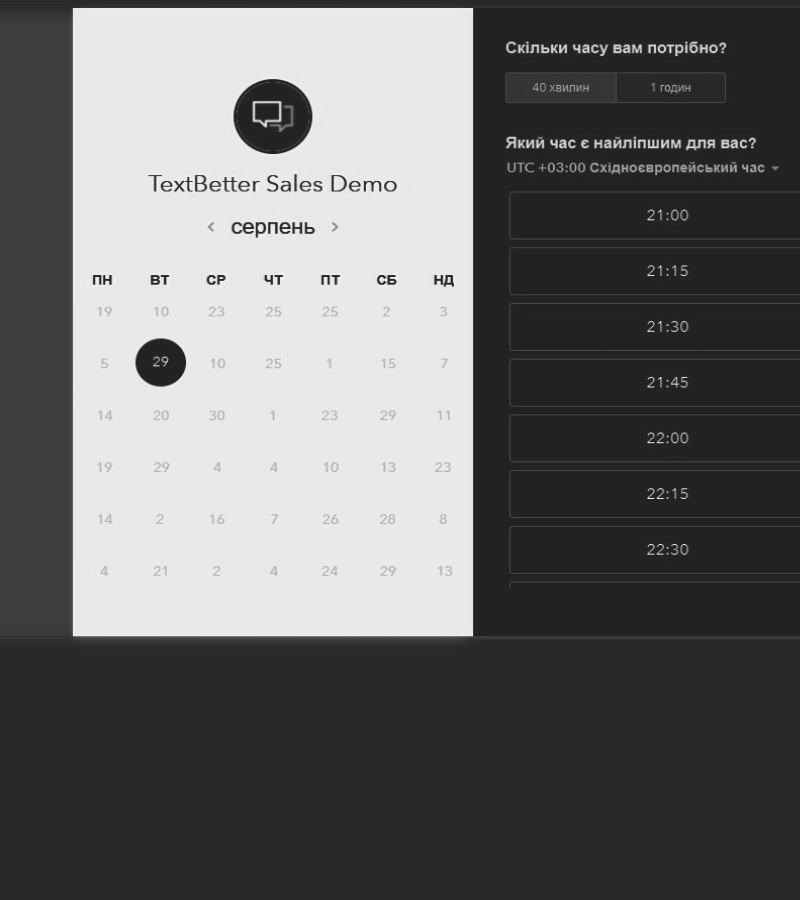 TextBetter Sales Demo
‹ серпень ›
ПН ВТ СР ЧТ ПТ СБ НД
19 10 23 25 25 2 3
5 29 10 25 1 15 7
14 20 30 1 23 29 11
19 29 4 4 10 13 23
14 2 16 7 26 28 8
4 21 2 4 24 29 13
Скільки часу вам потрібно?
40 хвилин 1 годин
Який час є найліпшим для вас?
UTC +03:00 Східноєвропейський час
21:00
21:15
21:30
21:45
22:00
22:15
22:30